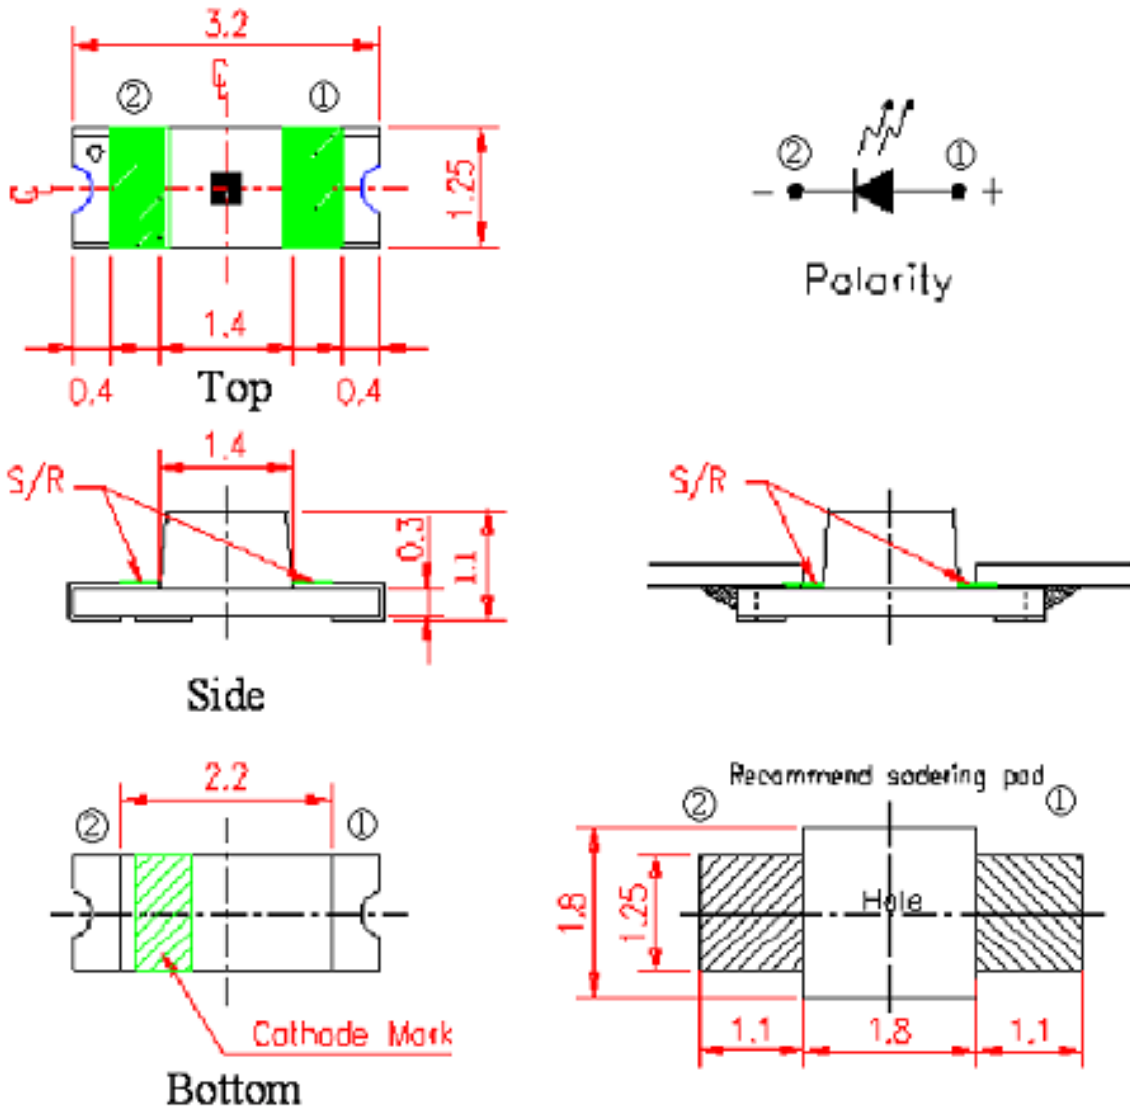 3.2
② ℄ ①
℄ 1.25
1.4
0.4 0.4
Top
② ①
- +
Polarity
S/R 1.4
0.3 1.1
Side
S/R
2.2
② ①
Cathode Mark
Bottom
Recommend sodering pad
② ①
1.8 1.25 Hole
1.1 1.8 1.1